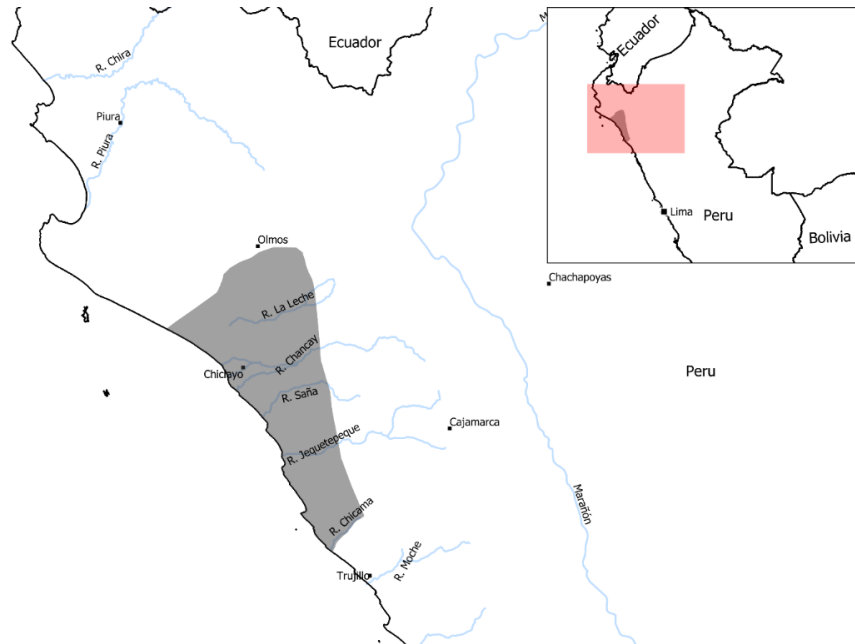 Ecuador
R. Chira
Piura
R. Piura
Olmos
R. La Leche
R. Chancay
Chiclayo
R. Saña
Cajamarca
R. Jequetepeque
R. Chicama
Trujillo
R. Moche
Marañón
M
Ecuador
Lima
Peru
Bolivia
Chachapoyas
Peru